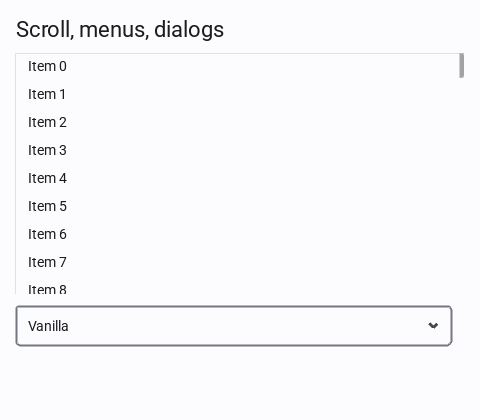 Scroll, menus, dialogs
Item 0
Item 1
Item 2
Item 3
Item 4
Item 5
Item 6
Item 7
Item 8
Vanilla